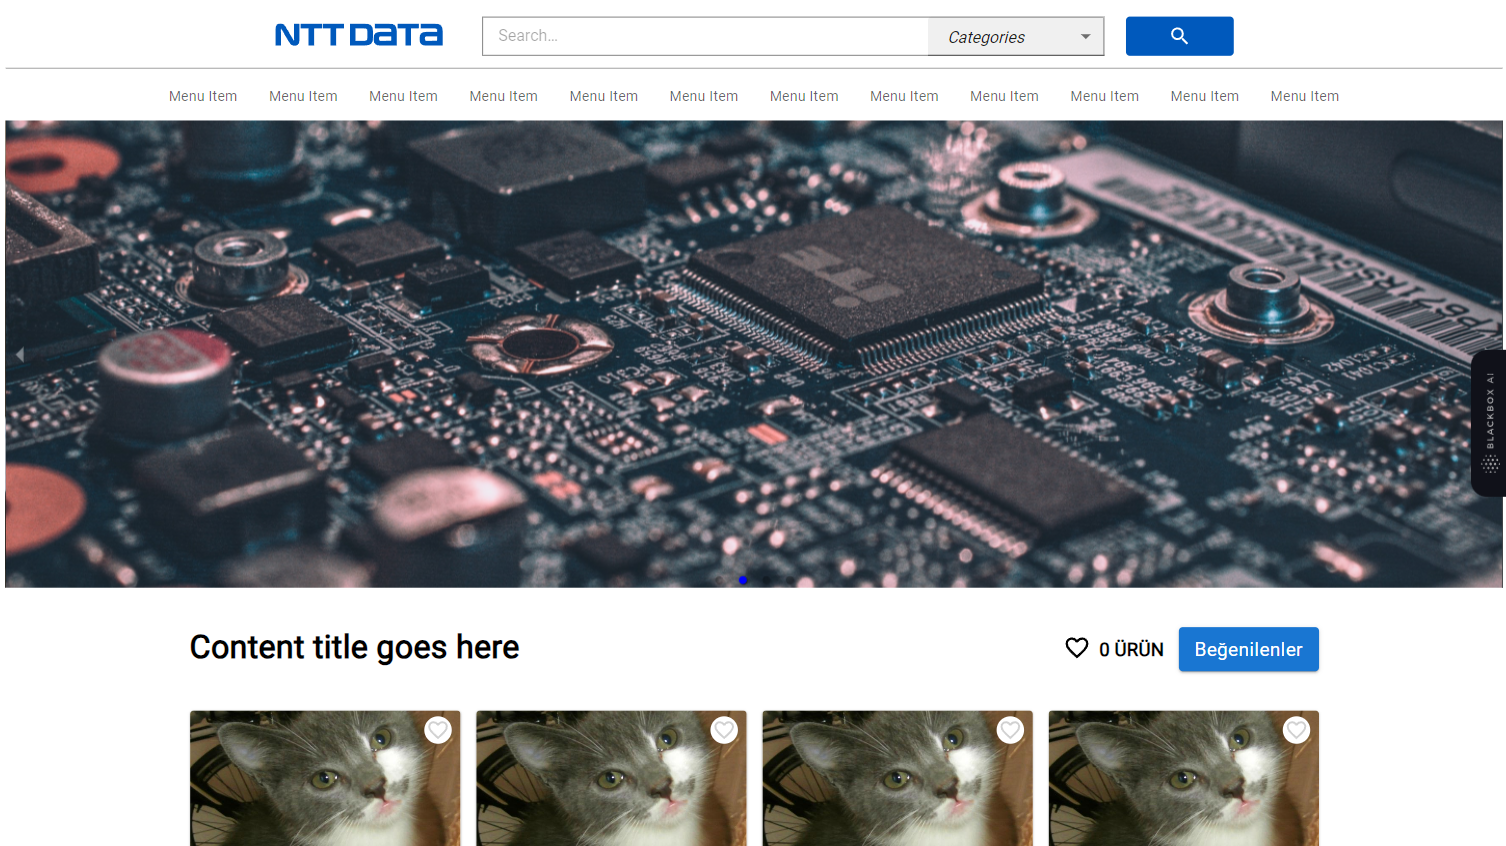 NTT DATA
Search...
Categories
Menu Item Menu Item Menu Item Menu Item Menu Item Menu Item Menu Item Menu Item Menu Item Menu Item Menu Item Menu Item
BLACKBOX AI
Content title goes here
0 ÜRÜN
Beğenilenler